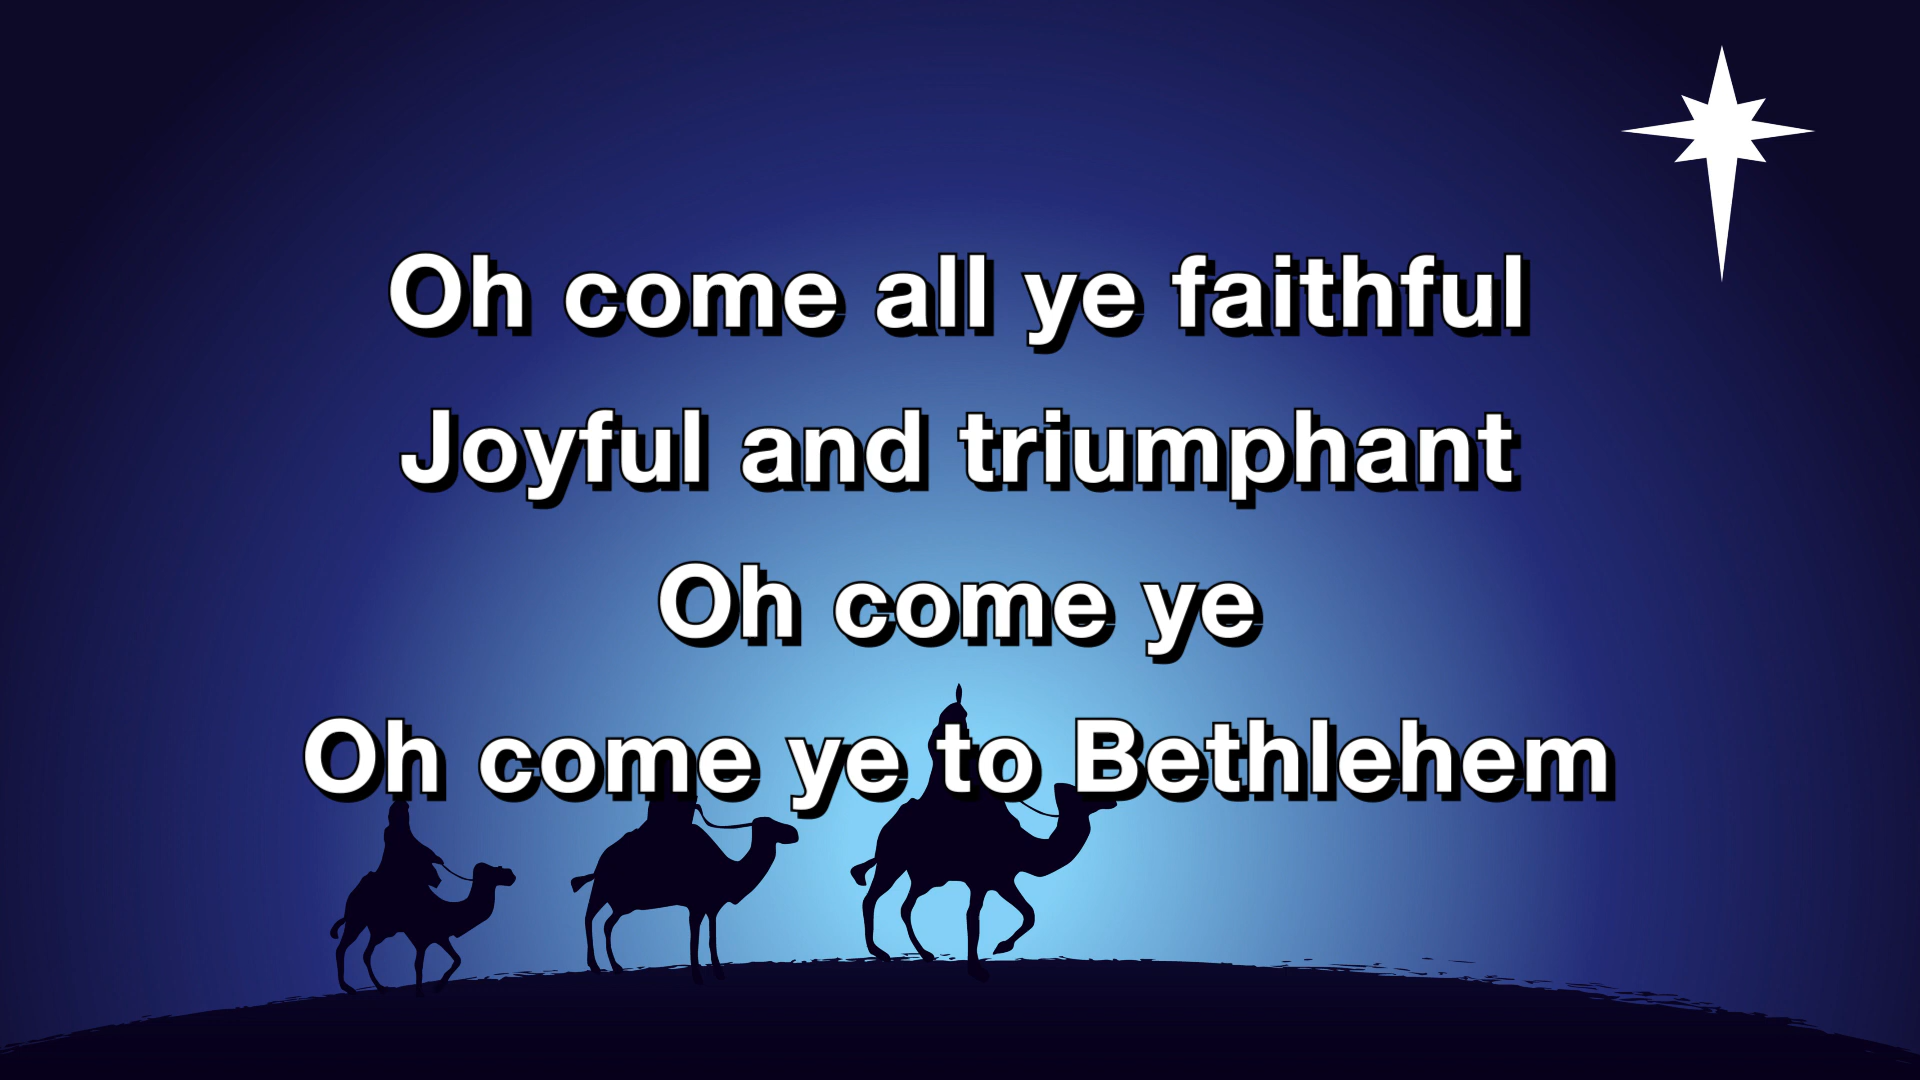 Oh come all ye faithful
Joyful and triumphant
Oh come ye
Oh come ye to Bethlehem